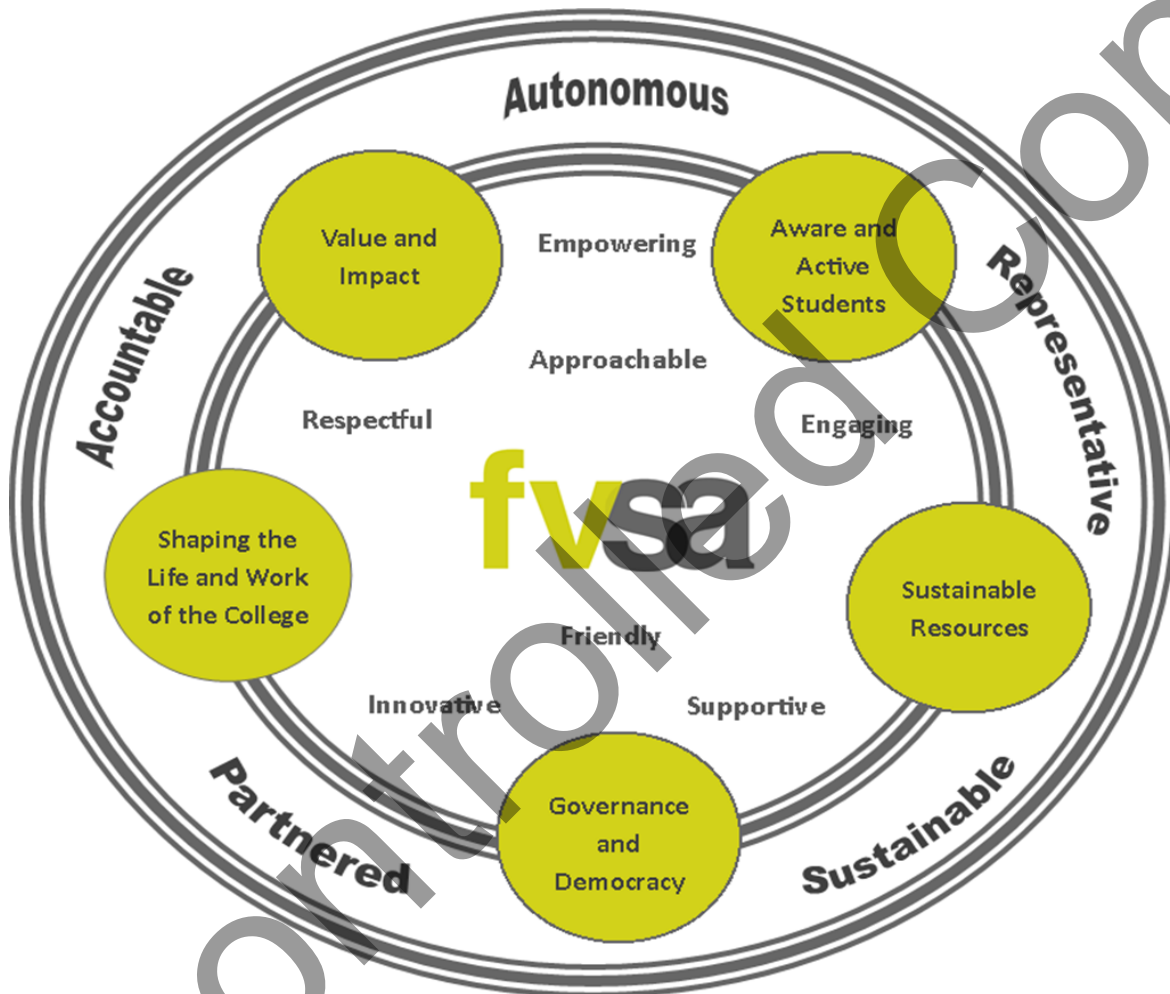 Autonomous
Value and
Impact
Empowering
Aware and
Active
Students
Representative
Accountable
Approachable
Respectful
Engaging
fvsa
Shaping the
Life and Work
of the College
Sustainable
Resources
Friendly
Innovative
Supportive
Partnered
Governance
and
Democracy
Sustainable
ontrolled Co